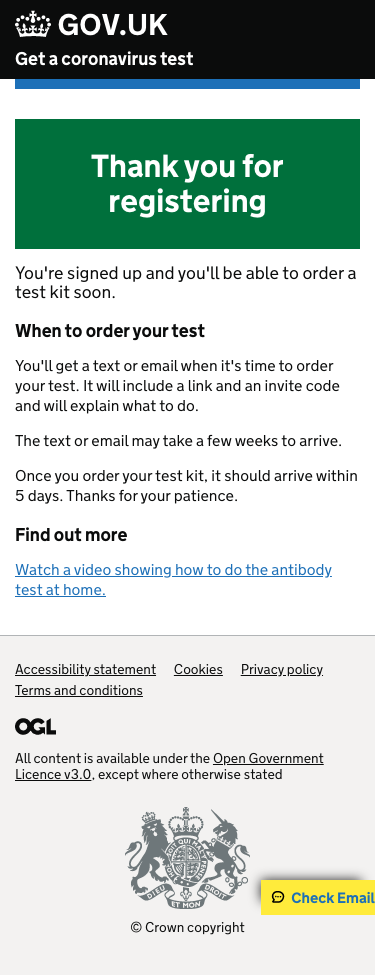 GOV.UK
Get a coronavirus test
Thank you for
registering
You're signed up and you'll be able to order a
test kit soon.
When to order your test
You'll get a text or email when it's time to order
your test. It will include a link and an invite code
and will explain what to do.
The text or email may take a few weeks to arrive.
Once you order your test kit, it should arrive within
5 days. Thanks for your patience.
Find out more
Watch a video showing how to do the antibody
test at home.
Accessibility statement Cookies Privacy policy
Terms and conditions
OGL
All content is available under the Open Government
Licence v3.0, except where otherwise stated
DIEU ET MON DROIT
Check Email
© Crown copyright